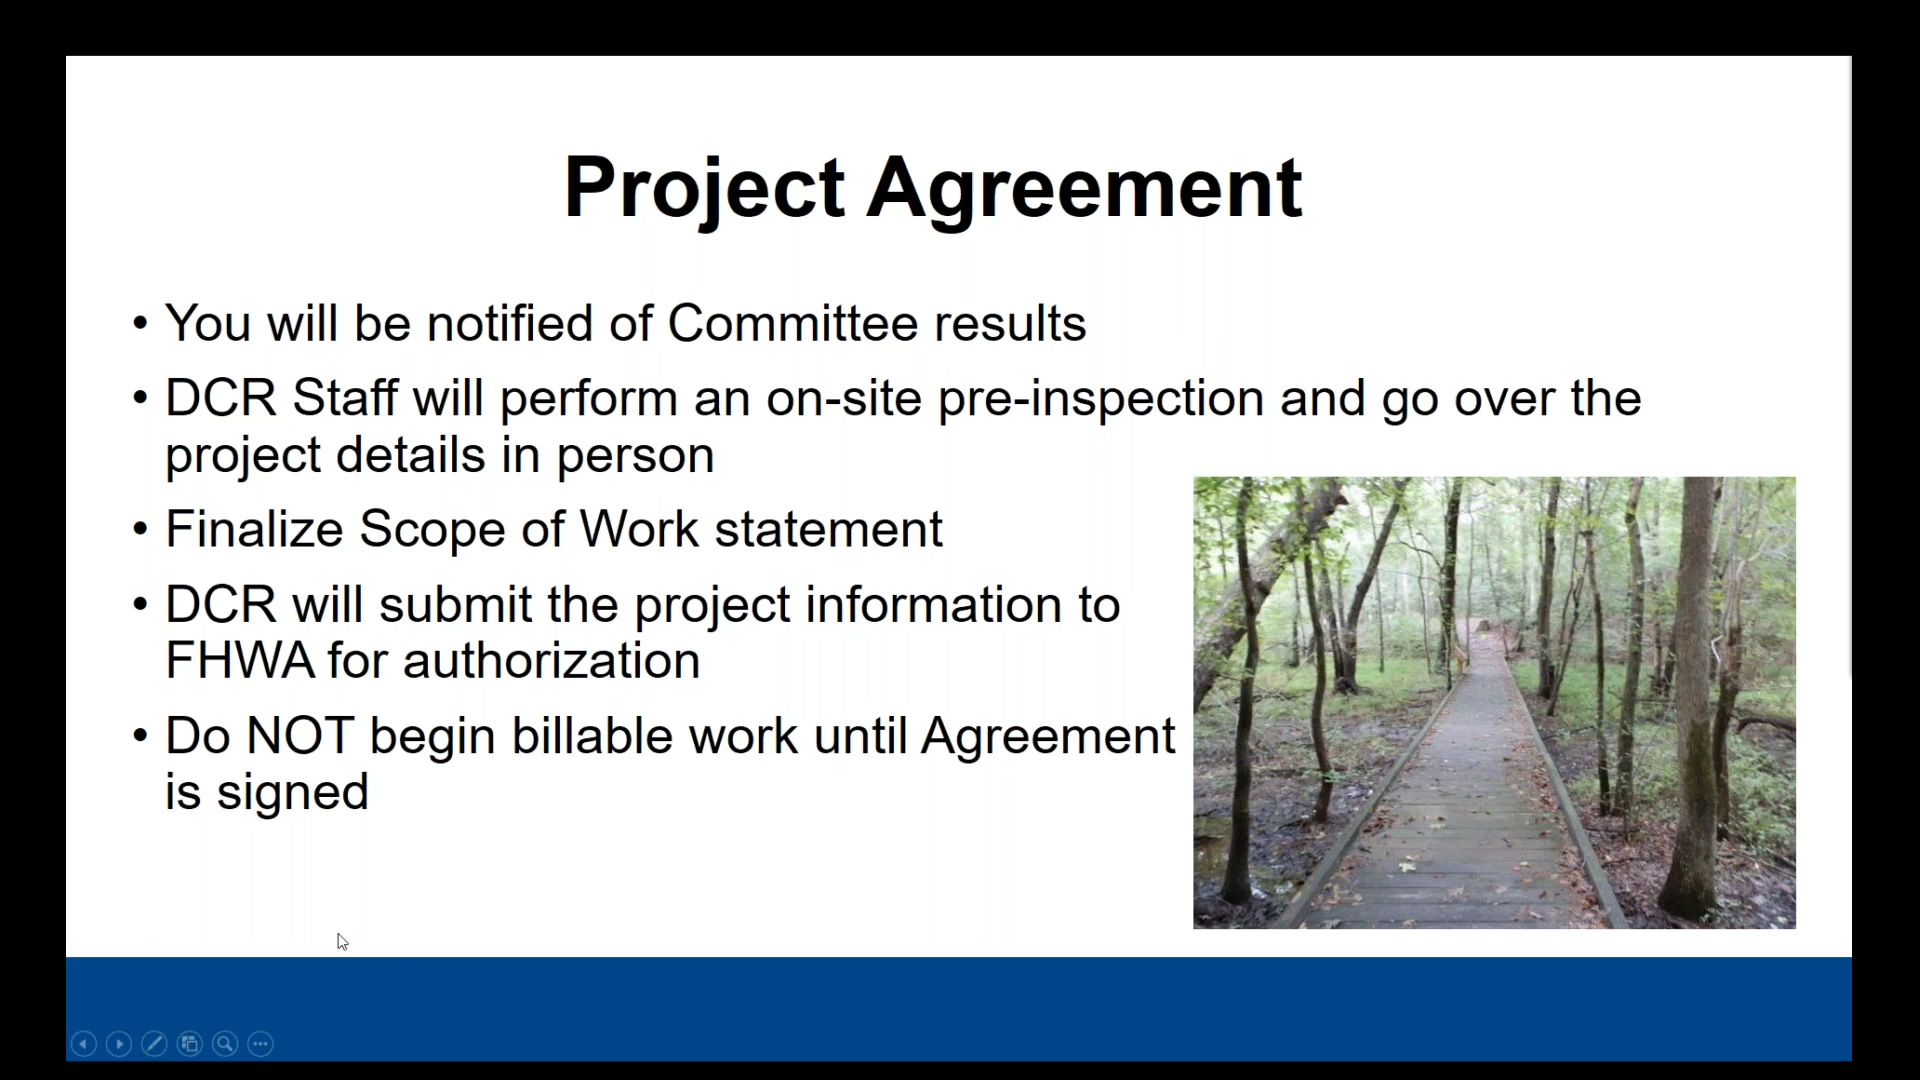 Project Agreement
• You will be notified of Committee results
• DCR Staff will perform an on-site pre-inspection and go over the
project details in person
• Finalize Scope of Work statement
• DCR will submit the project information to
FHWA for authorization
• Do NOT begin billable work until Agreement
is signed